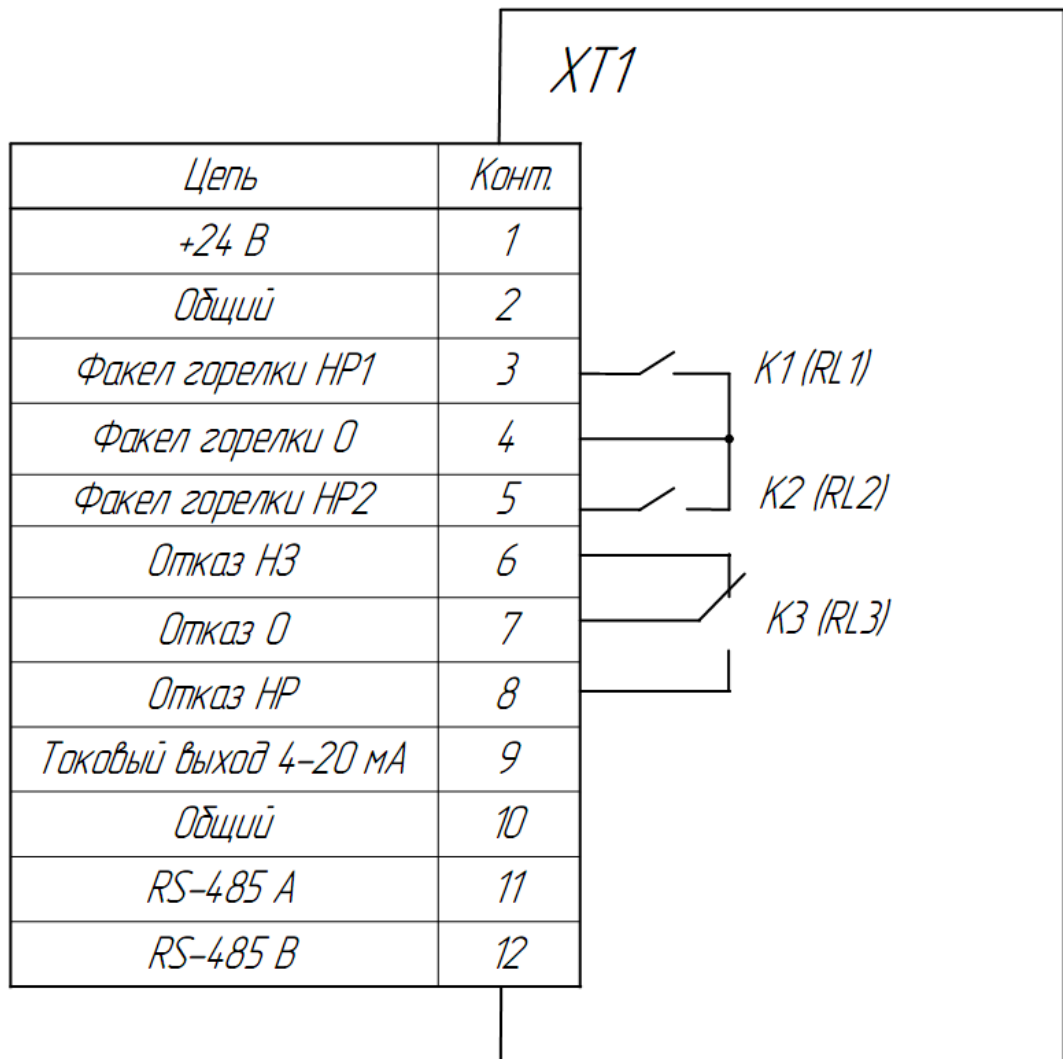 XT1
Цепь Конт.
+24 В 1
Общий 2
Факел горелки НР1 3
K1 (RL1)
Факел горелки О 4
Факел горелки НР2 5
K2 (RL2)
Отказ НЗ 6
Отказ О 7
K3 (RL3)
Отказ НР 8
Токовый выход 4-20 мА 9
Общий 10
RS-485 A 11
RS-485 B 12